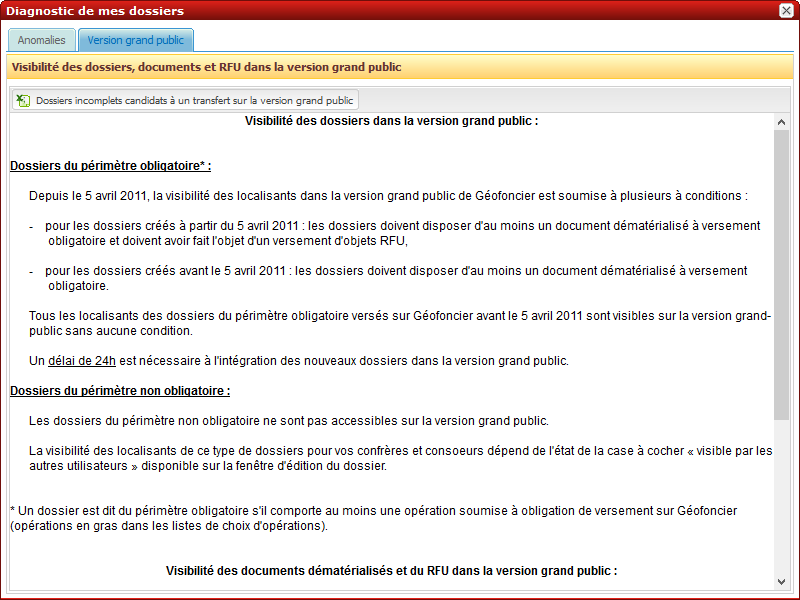 Diagnostic de mes dossiers
Anomalies
Version grand public
Visibilité des dossiers, documents et RFU dans la version grand public
Dossiers incomplets candidats à un transfert sur la version grand public
Visibilité des dossiers dans la version grand public :
Dossiers du périmètre obligatoire* :
Depuis le 5 avril 2011, la visibilité des localisants dans la version grand public de Géofoncier est soumise à plusieurs à conditions :
- pour les dossiers créés à partir du 5 avril 2011 : les dossiers doivent disposer d'au moins un document dématérialisé à versement
obligatoire et doivent avoir fait l'objet d'un versement d'objets RFU,
- pour les dossiers créés avant le 5 avril 2011 : les dossiers doivent disposer d'au moins un document dématérialisé à versement
obligatoire.
Tous les localisants des dossiers du périmètre obligatoire versés sur Géofoncier avant le 5 avril 2011 sont visibles sur la version grand-
public sans aucune condition.
Un délai de 24h est nécessaire à l'intégration des nouveaux dossiers dans la version grand public.
Dossiers du périmètre non obligatoire :
Les dossiers du périmètre non obligatoire ne sont pas accessibles sur la version grand public.
La visibilité des localisants de ce type de dossiers pour vos confrères et consoeurs dépend de l'état de la case à cocher « visible par les
autres utilisateurs » disponible sur la fenêtre d'édition du dossier.
* Un dossier est dit du périmètre obligatoire s'il comporte au moins une opération soumise à obligation de versement sur Géofoncier
(opérations en gras dans les listes de choix d'opérations).
Visibilité des documents dématérialisés et du RFU dans la version grand public :